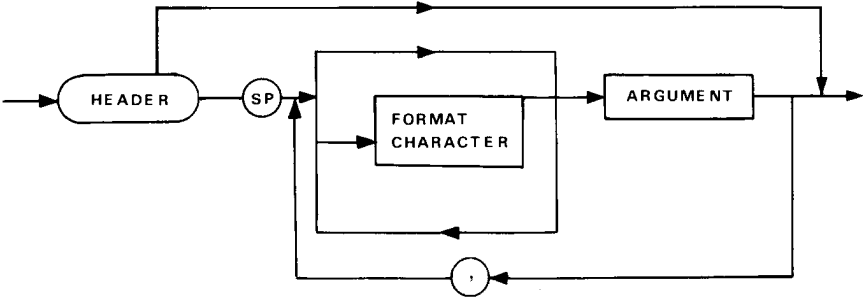 HEADER
SP
FORMAT
CHARACTER
ARGUMENT
,